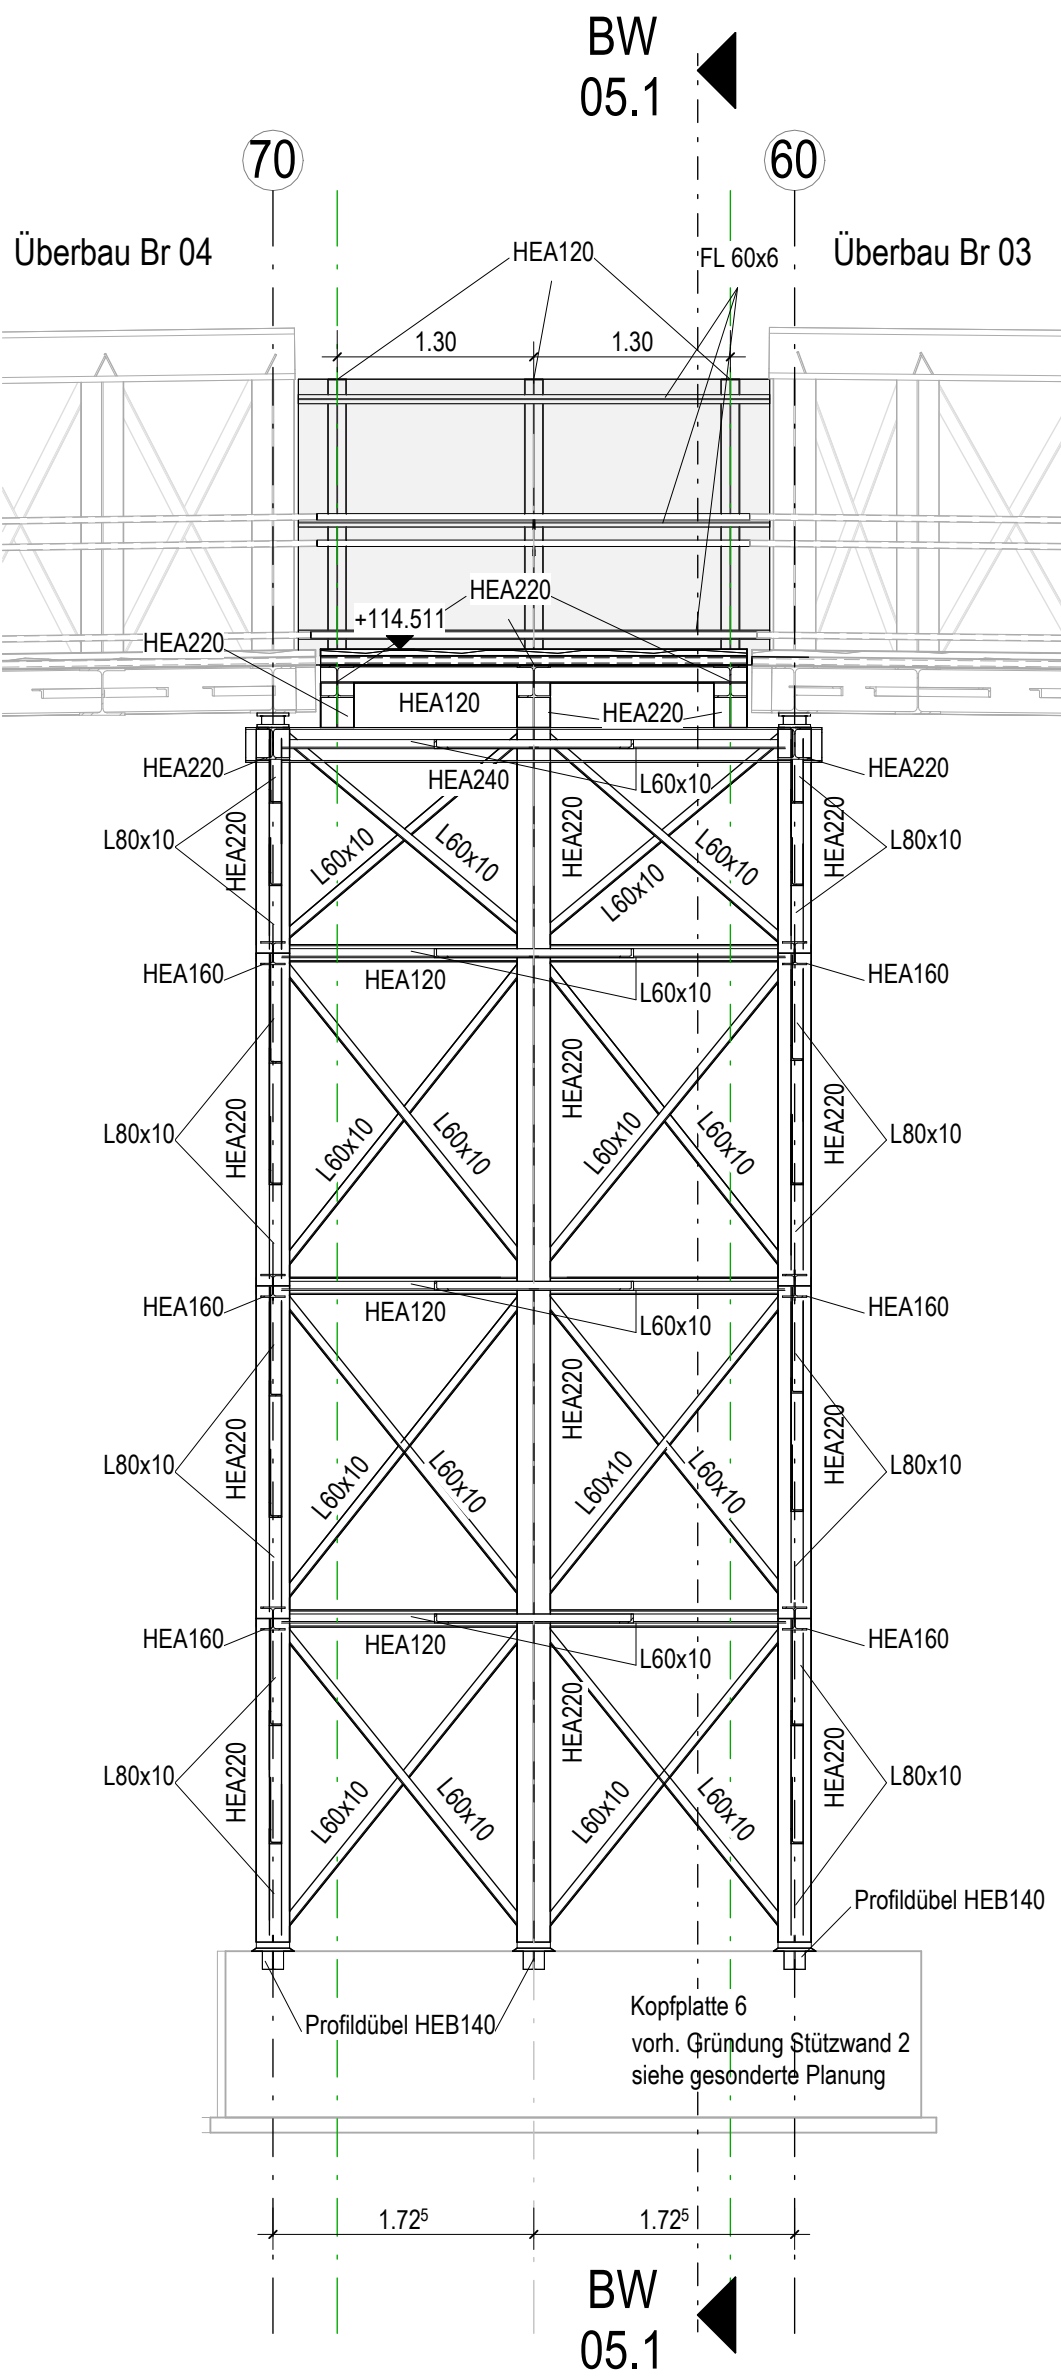 BW
05.1
70
60
Überbau Br 04
HEA120
FL 60x6
Überbau Br 03
1.30
1.30
HEA220
+114.511
HEA220
HEA120
HEA220
HEA220
HEA240
L60x10
HEA220
L80x10
HEA220
L60x10
L60x10
HEA220
L60x10
L60x10
HEA220
L80x10
HEA160
HEA120
L60x10
HEA160
L80x10
HEA220
L60x10
L60x10
HEA220
L60x10
L60x10
HEA220
L80x10
HEA160
HEA120
L60x10
HEA160
L80x10
HEA220
L60x10
L60x10
HEA220
L60x10
L60x10
HEA220
L80x10
HEA160
HEA120
L60x10
HEA160
L80x10
HEA220
L60x10
L60x10
HEA220
L60x10
L60x10
HEA220
L80x10
Profildübel HEB140
Profildübel HEB140
Kopfplatte 6
vorh. Gründung Stützwand 2
siehe gesonderte Planung
1.72⁵
1.72⁵
BW
05.1